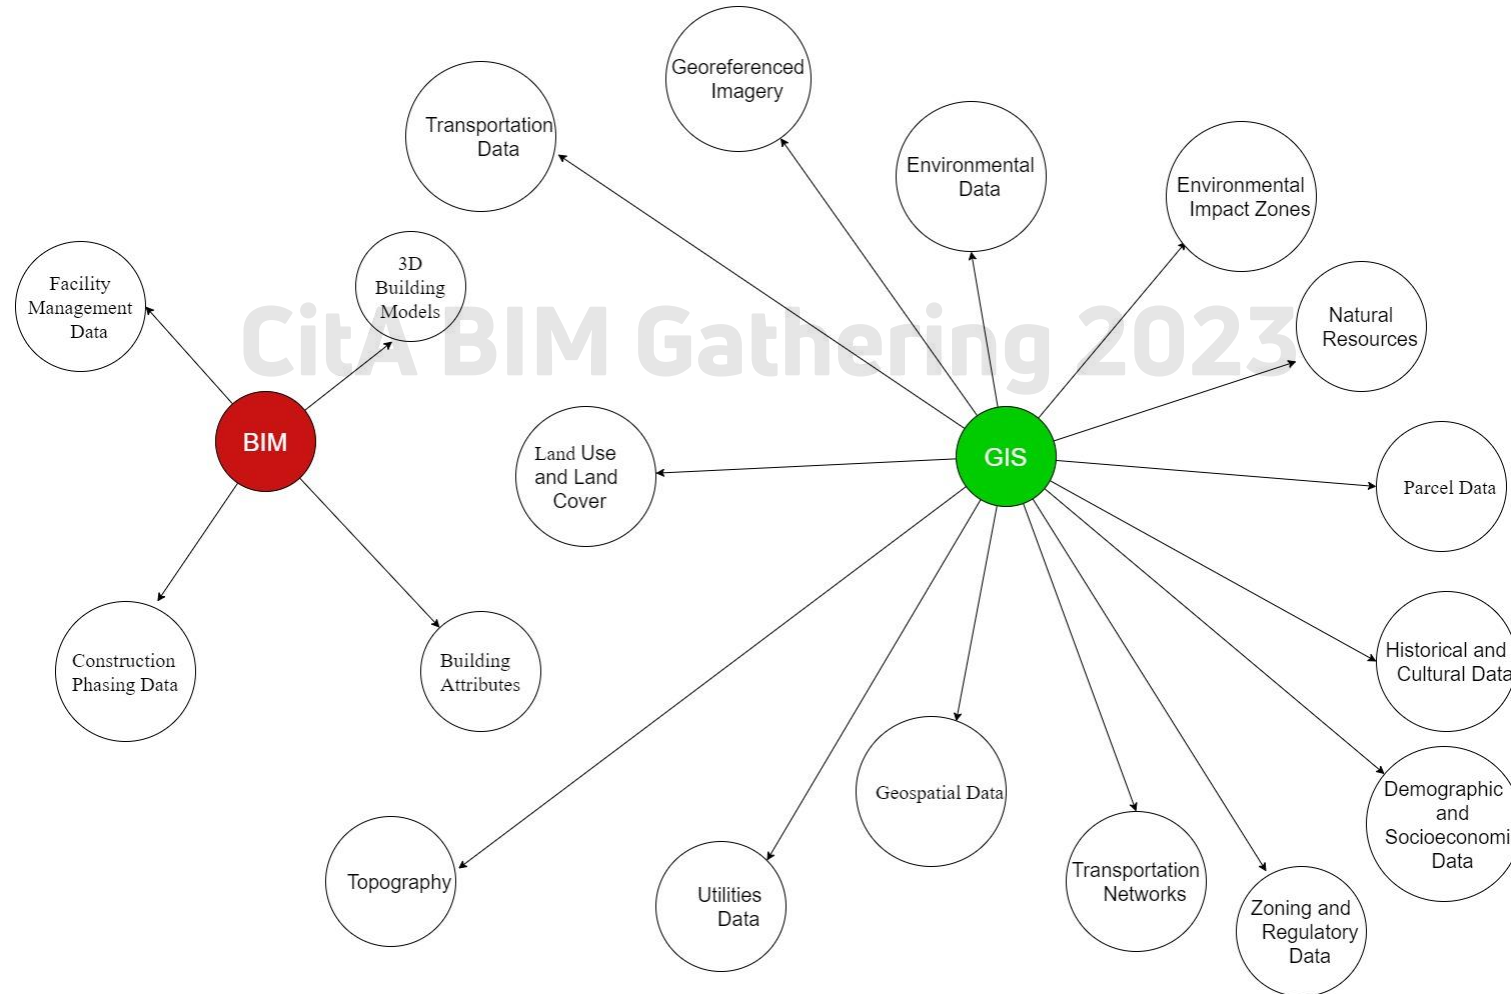 Georeferenced
Imagery
Transportation
Data
Environmental
Data
Environmental
Impact Zones
Facility
Management
Data
3D
Building
Models
CitA BIM Gathering 2023
Natural
Resources
BIM
GIS
Land Use
and Land
Cover
Parcel Data
Construction
Phasing Data
Building
Attributes
Historical and
Cultural Data
Geospatial Data
Demographic
and
Socioeconomi
Data
Topography
Utilities
Data
Transportation
Networks
Zoning and
Regulatory
Data